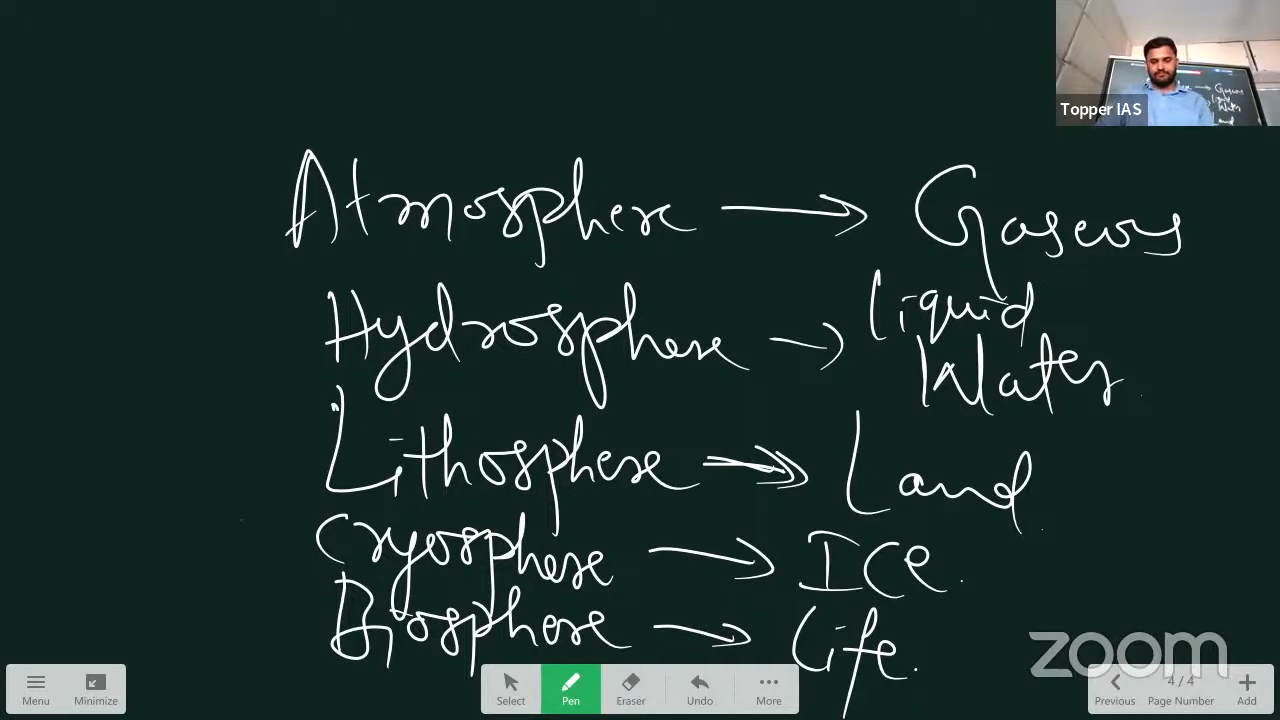 Topper IAS
Atmosphere → Gaseous
Hydrosphere → Liquid
Water
Lithosphere → Land
Cryosphere → ICe.
Biosphere → Life.
zoom
Menu Minimize Select Pen Eraser Undo More Previous 4/4 Page Number Add